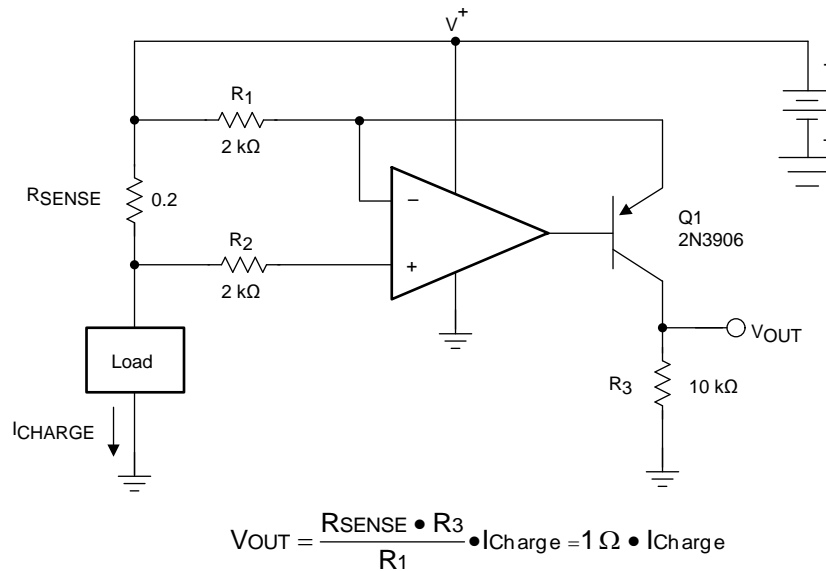 V+
+
R1
2 kΩ
RSENSE
0.2
−
Q1
2N3906
R2
2 kΩ
+
−
Load
VOUT
R3
10 kΩ
ICHARGE
VOUT = RSENSE • R3 / R1 • ICharge = 1 Ω • ICharge